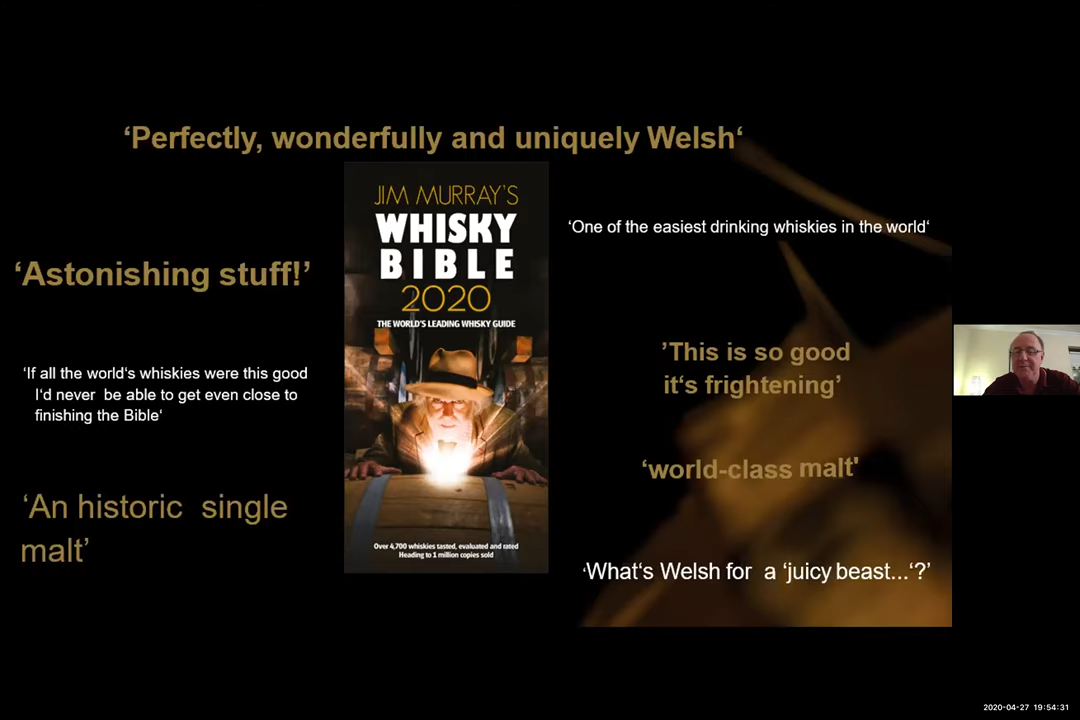 ‘Perfectly, wonderfully and uniquely Welsh‘
JIM MURRAY'S
WHISKY
BIBLE
2020
THE WORLD'S LEADING WHISKY GUIDE
Over 4,700 whiskies tasted, evaluated and rated
Heading to 1 million copies sold
‘Astonishing stuff!’
‘If all the world‘s whiskies were this good
I‘d never be able to get even close to
finishing the Bible‘
‘An historic single
malt’
‘One of the easiest drinking whiskies in the world‘
’This is so good
it‘s frightening’
‘world-class malt'
‘What‘s Welsh for a ‘juicy beast...‘?’
2020-04-27 19:54:31